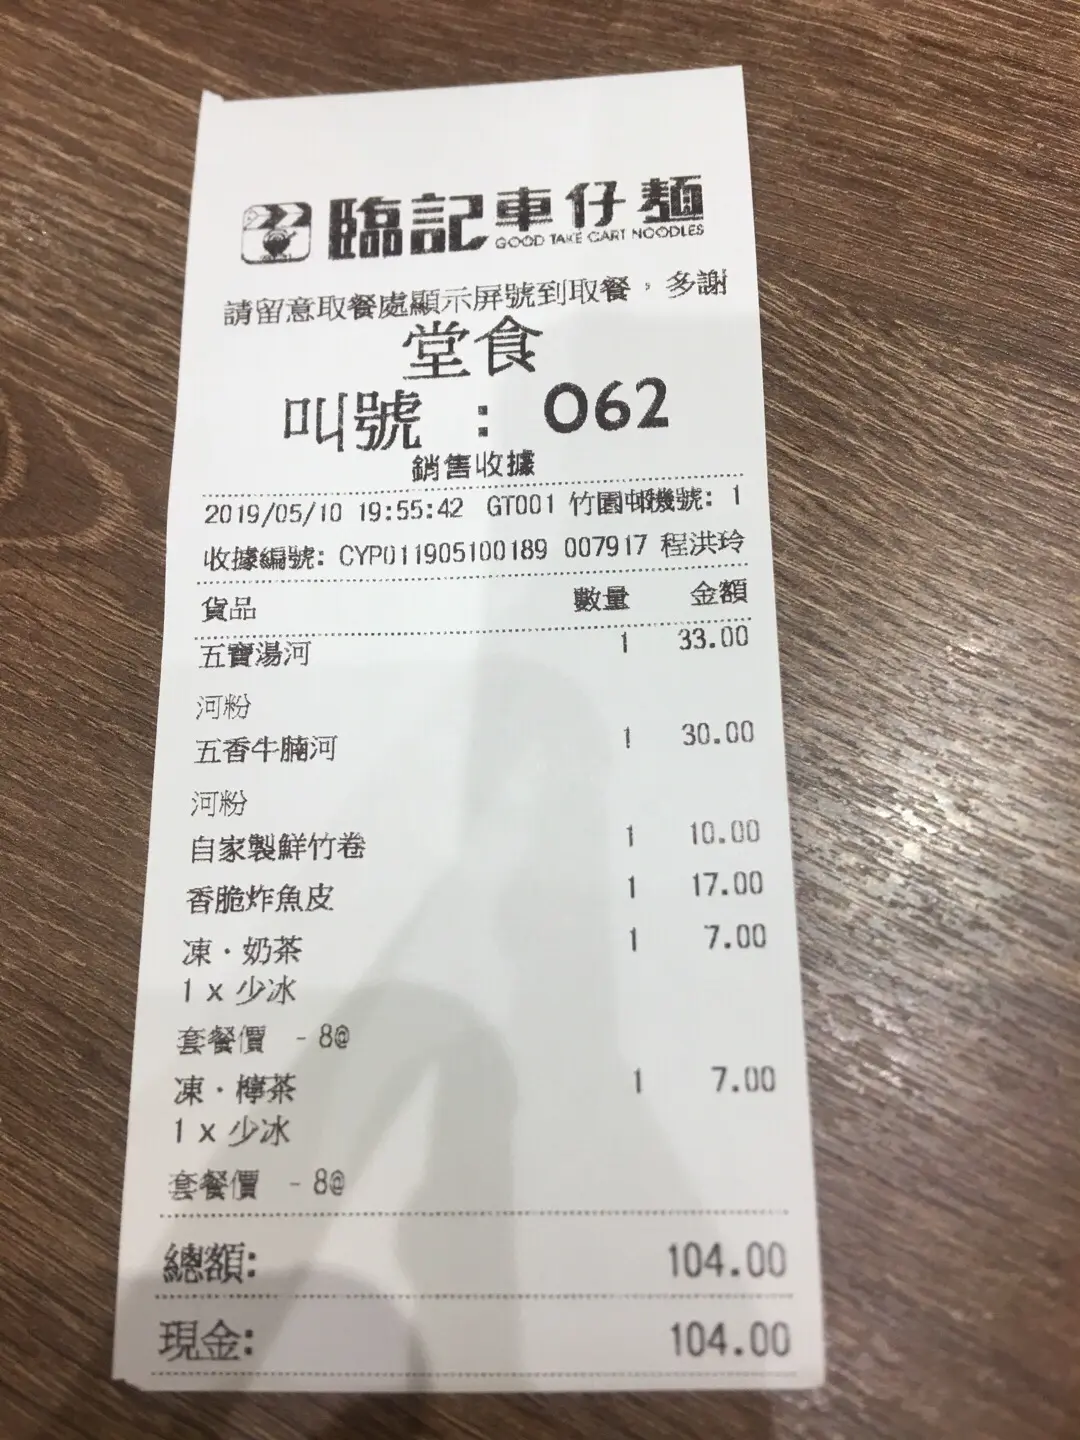 臨記車仔麵
GOOD TAKE CART NOODLES
請留意取餐處顯示屏號到取餐，多謝
堂食
叫號 : 062
銷售收據
2019/05/10 19:55:42 GT001 竹園邨機號: 1
收據編號: CYP011905100189 007917 程洪玲
貨品 數量 金額
五寶湯河 1 33.00
河粉
五香牛腩河 1 30.00
河粉
自家製鮮竹卷 1 10.00
香脆炸魚皮 1 17.00
凍·奶茶 1 7.00
1 x 少冰
套餐價 - 8@
凍·檸茶 1 7.00
1 x 少冰
套餐價 - 8@
總額: 104.00
現金: 104.00